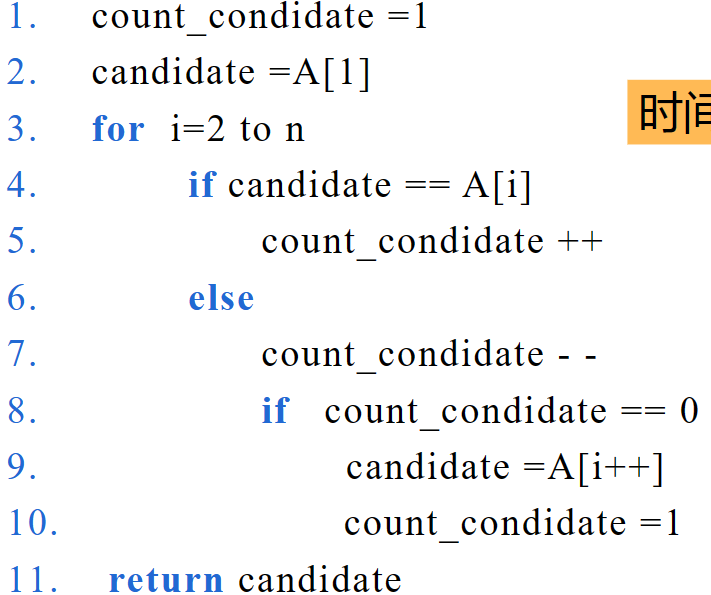 1. count_condidate =1
2. candidate =A[1]
时间
3. for i=2 to n
4. if candidate == A[i]
5. count_condidate ++
6. else
7. count_condidate - -
8. if count_condidate == 0
9. candidate =A[i++]
10. count_condidate =1
11. return candidate